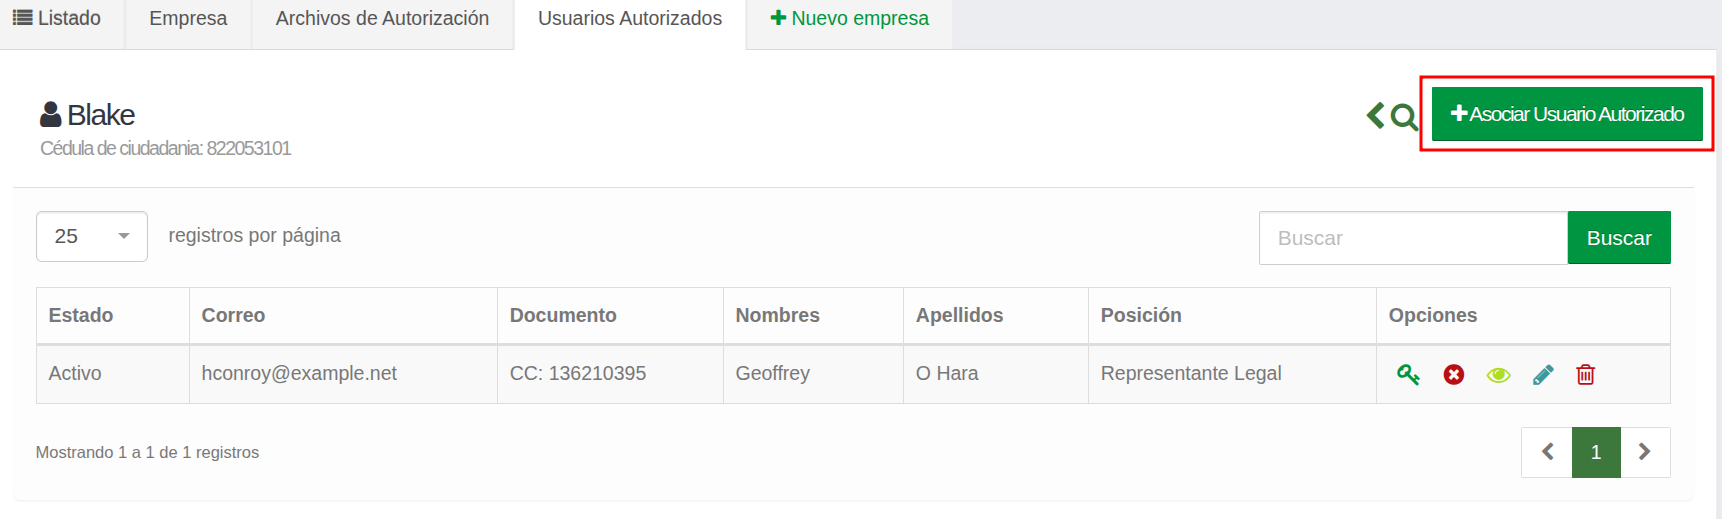 Listado Empresa Archivos de Autorización Usuarios Autorizados Nuevo empresa
Blake
Asociar Usuario Autorizado
Cédula de ciudadania: 822053101
25 registros por página Buscar Buscar
Estado Correo Documento Nombres Apellidos Posición Opciones
Activo hconroy@example.net CC: 136210395 Geoffrey O Hara Representante Legal
Mostrando 1 a 1 de 1 registros 1